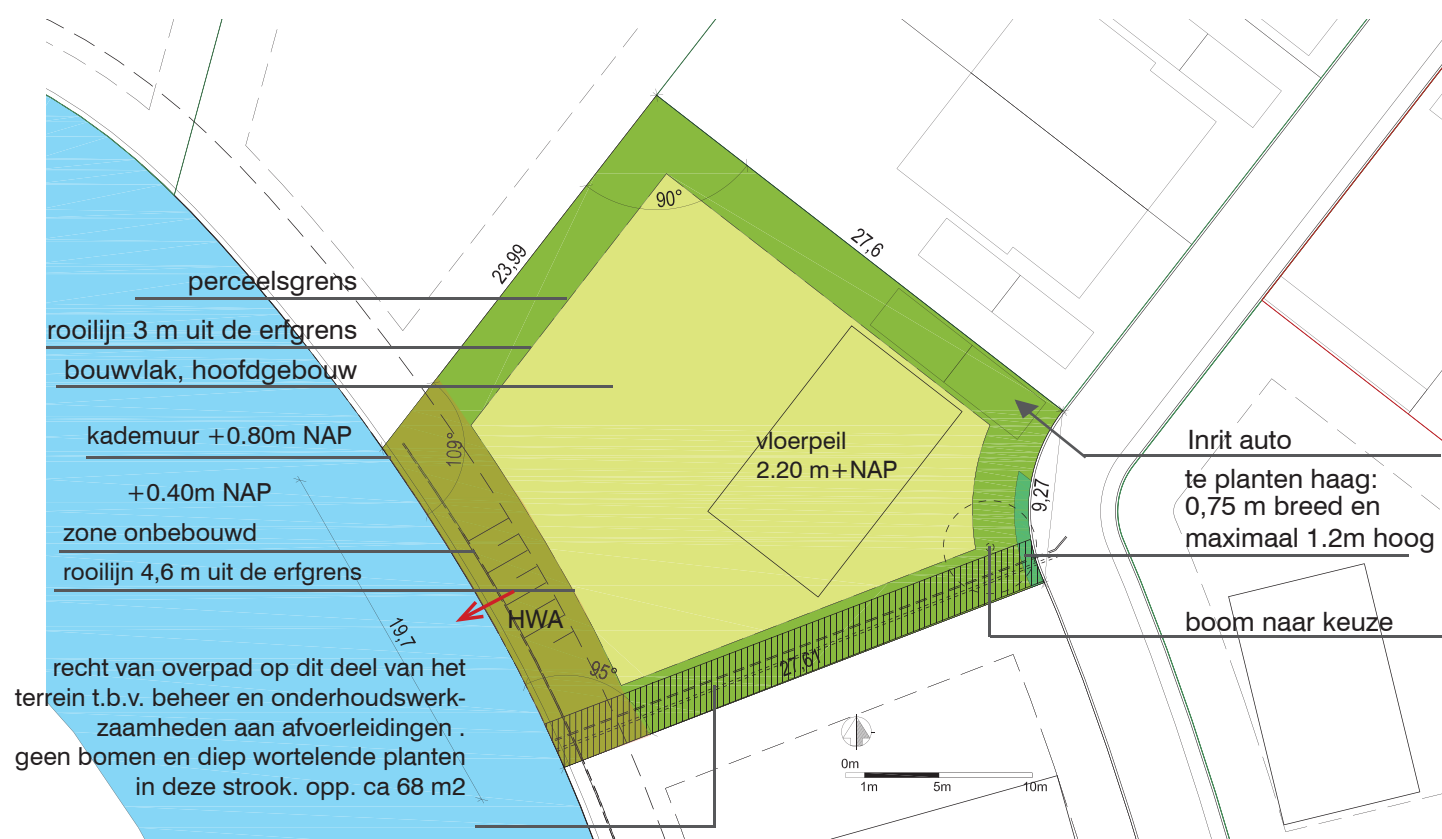 90°
27,6
23,99
perceelsgrens
rooilijn 3 m uit de erfgrens
bouwvlak, hoofdgebouw
kademuur +0.80m NAP
109°
+0.40m NAP
zone onbebouwd
rooilijn 4,6 m uit de erfgrens
HWA
19,7
95°
recht van overpad op dit deel van het
terrein t.b.v. beheer en onderhoudswerk-
zaamheden aan afvoerleidingen .
geen bomen en diep wortelende planten
in deze strook. opp. ca 68 m2
vloerpeil
2.20 m+NAP
27,61
9,27
Inrit auto
te planten haag:
0,75 m breed en
maximaal 1.2m hoog
boom naar keuze
0m
1m
5m
10m